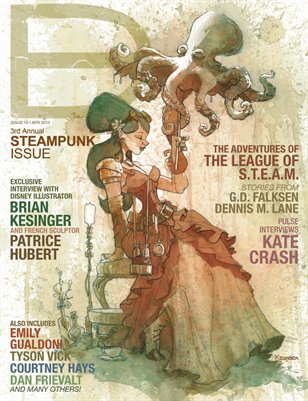 ISSUE 15 • APR 2013
3rd Annual
STEAMPUNK
ISSUE
EXCLUSIVE
INTERVIEW WITH
DISNEY ILLUSTRATOR
BRIAN
KESINGER
AND FRENCH SCULPTOR
PATRICE
HUBERT
THE ADVENTURES OF
THE LEAGUE OF
S.T.E.A.M.
STORIES FROM
G.D. FALKSEN
DENNIS M. LANE
PULSE
INTERVIEWS
KATE
CRASH
ALSO INCLUDES
EMILY
GUALDONI
TYSON VICK
COURTNEY HAYS
DAN FRIEVALT
AND MANY OTHERS!
KESINGER